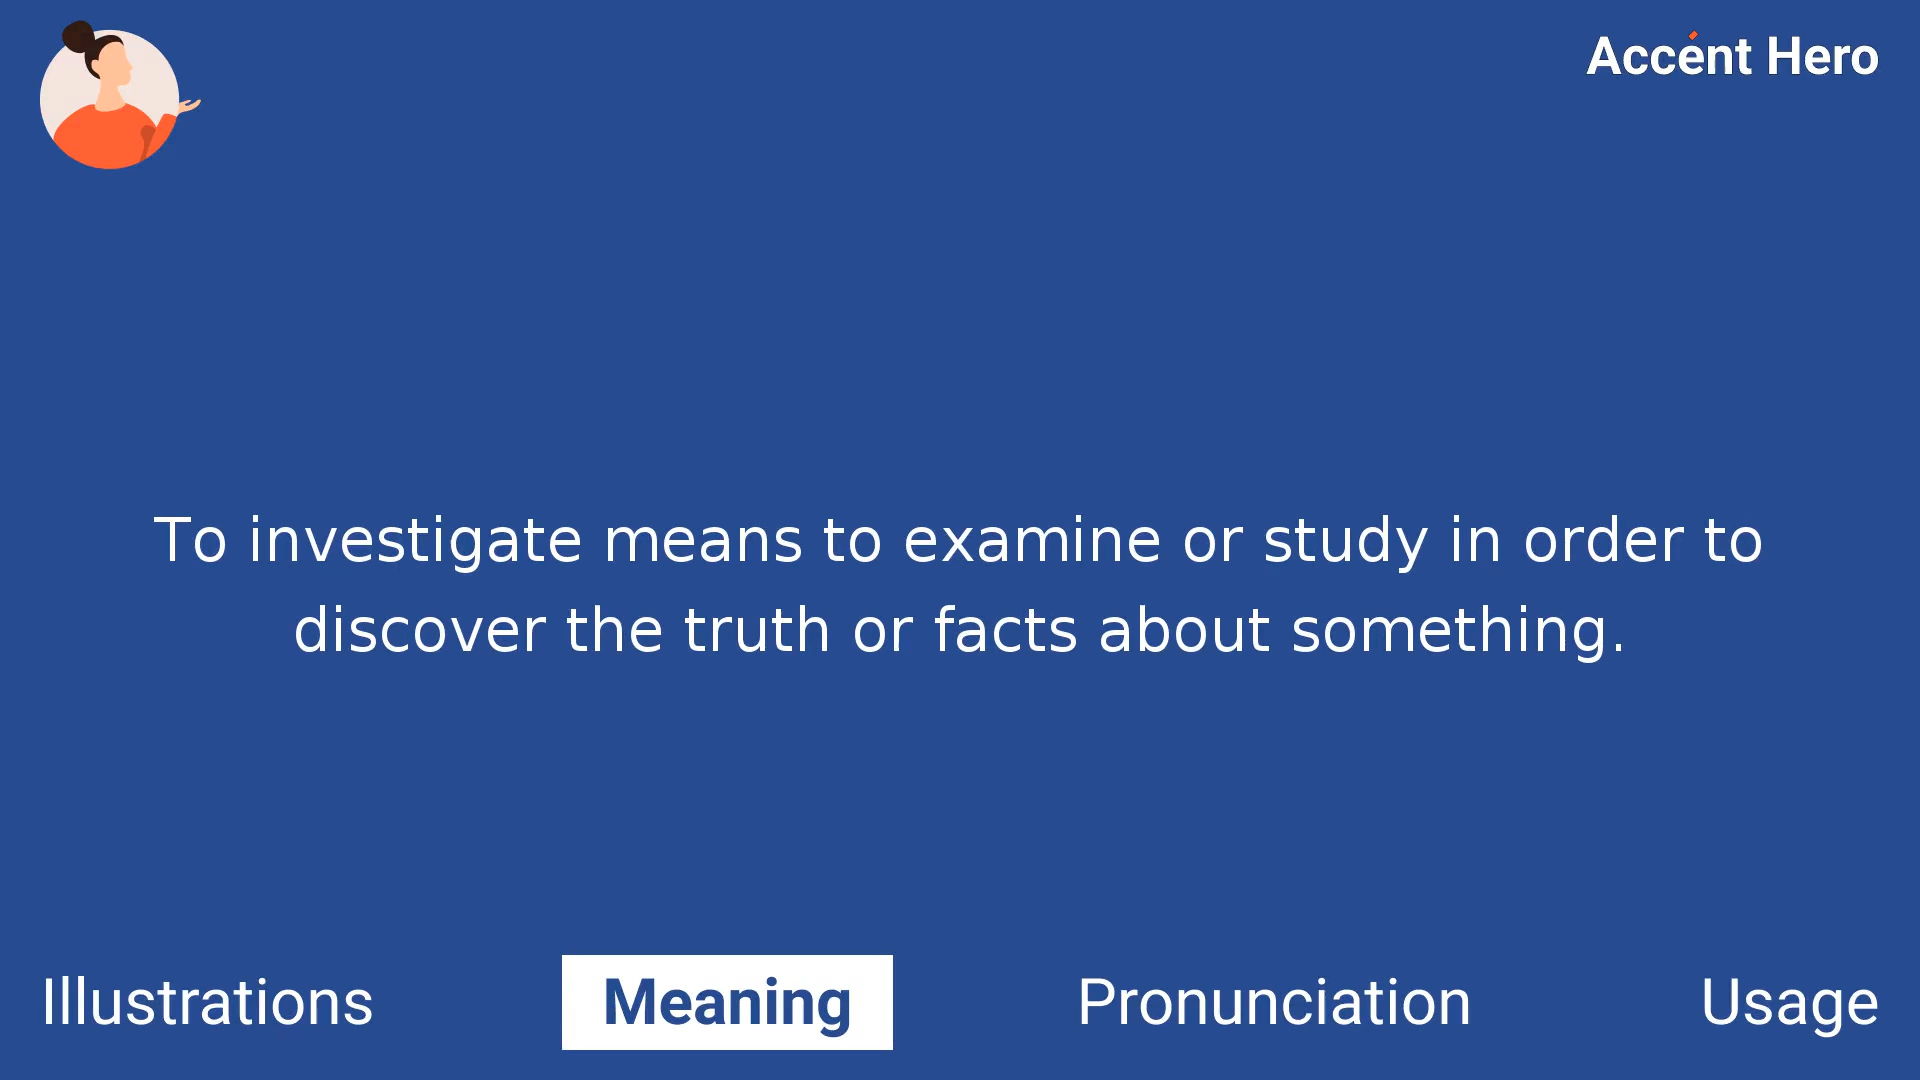 Accént Hero
To investigate means to examine or study in order to
discover the truth or facts about something.
Illustrations
Meaning
Pronunciation
Usage